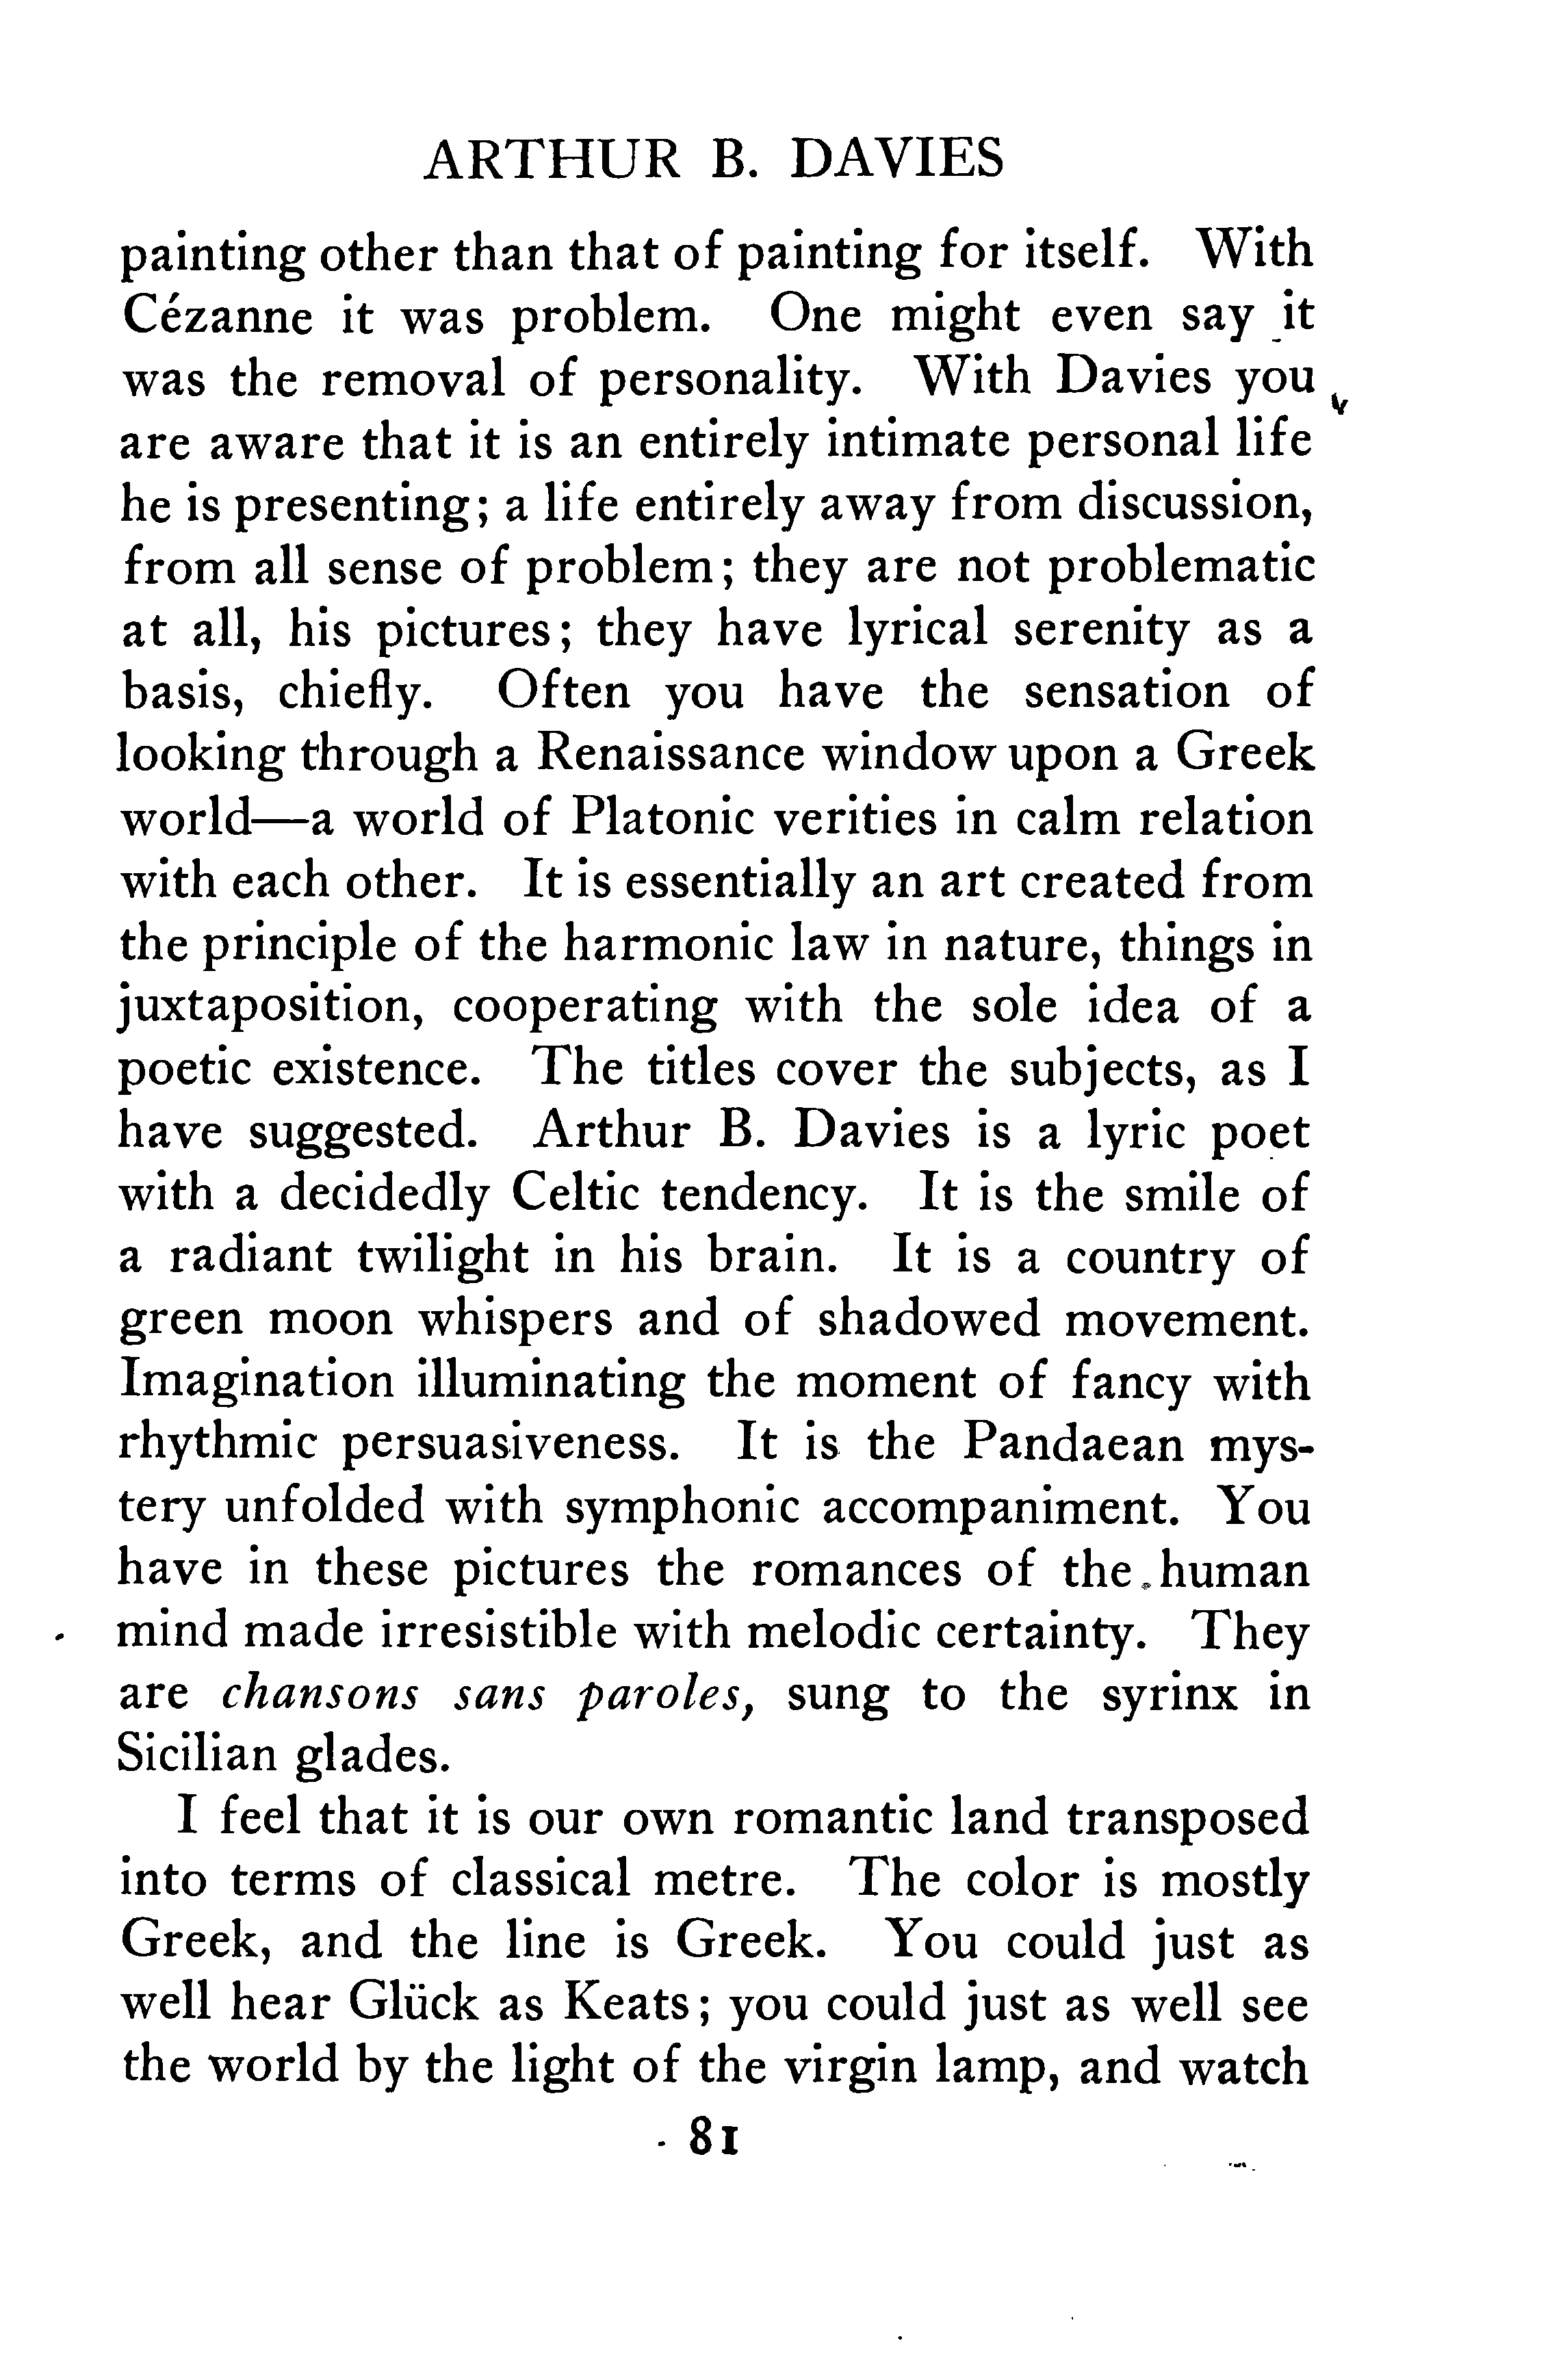 ARTHUR B. DAVIES
painting other than that of painting for itself. With
Cézanne it was problem. One might even say it
was the removal of personality. With Davies you
are aware that it is an entirely intimate personal life
he is presenting; a life entirely away from discussion,
from all sense of problem; they are not problematic
at all, his pictures; they have lyrical serenity as a
basis, chiefly. Often you have the sensation of
looking through a Renaissance window upon a Greek
world—a world of Platonic verities in calm relation
with each other. It is essentially an art created from
the principle of the harmonic law in nature, things in
juxtaposition, cooperating with the sole idea of a
poetic existence. The titles cover the subjects, as I
have suggested. Arthur B. Davies is a lyric poet
with a decidedly Celtic tendency. It is the smile of
a radiant twilight in his brain. It is a country of
green moon whispers and of shadowed movement.
Imagination illuminating the moment of fancy with
rhythmic persuasiveness. It is the Pandaean mys-
tery unfolded with symphonic accompaniment. You
have in these pictures the romances of the human
mind made irresistible with melodic certainty. They
are chansons sans paroles, sung to the syrinx in
Sicilian glades.
I feel that it is our own romantic land transposed
into terms of classical metre. The color is mostly
Greek, and the line is Greek. You could just as
well hear Glück as Keats; you could just as well see
the world by the light of the virgin lamp, and watch
81